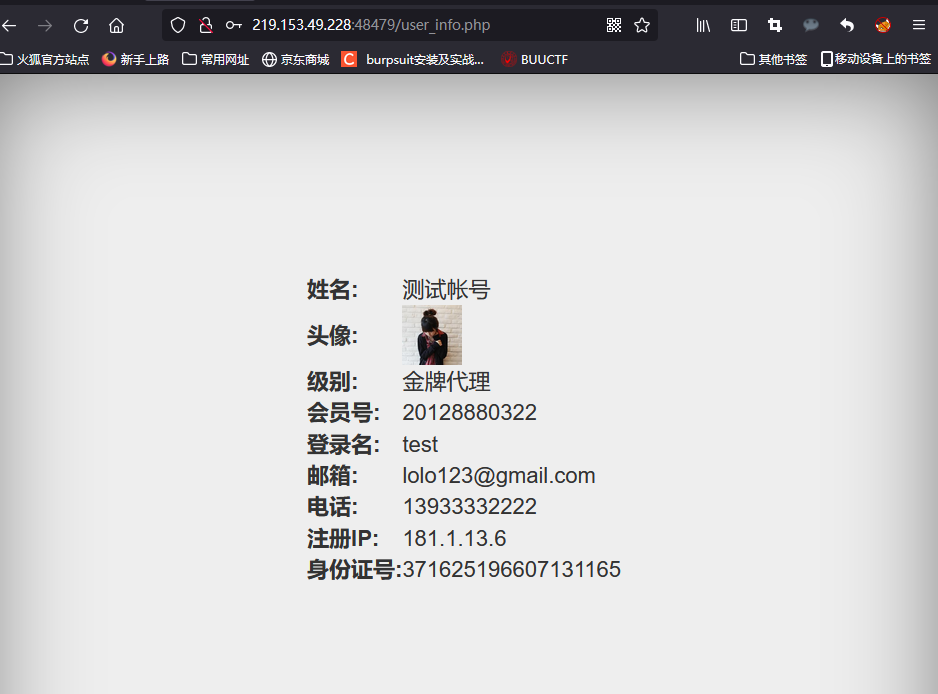 219.153.49.228:48479/user_info.php
火狐官方站点 新手上路 常用网址 京东商城 C burpsuit安装及实战... BUUCTF 其他书签 移动设备上的书签
姓名: 测试帐号
头像:
级别: 金牌代理
会员号: 20128880322
登录名: test
邮箱: lolo123@gmail.com
电话: 13933332222
注册IP: 181.1.13.6
身份证号:371625196607131165